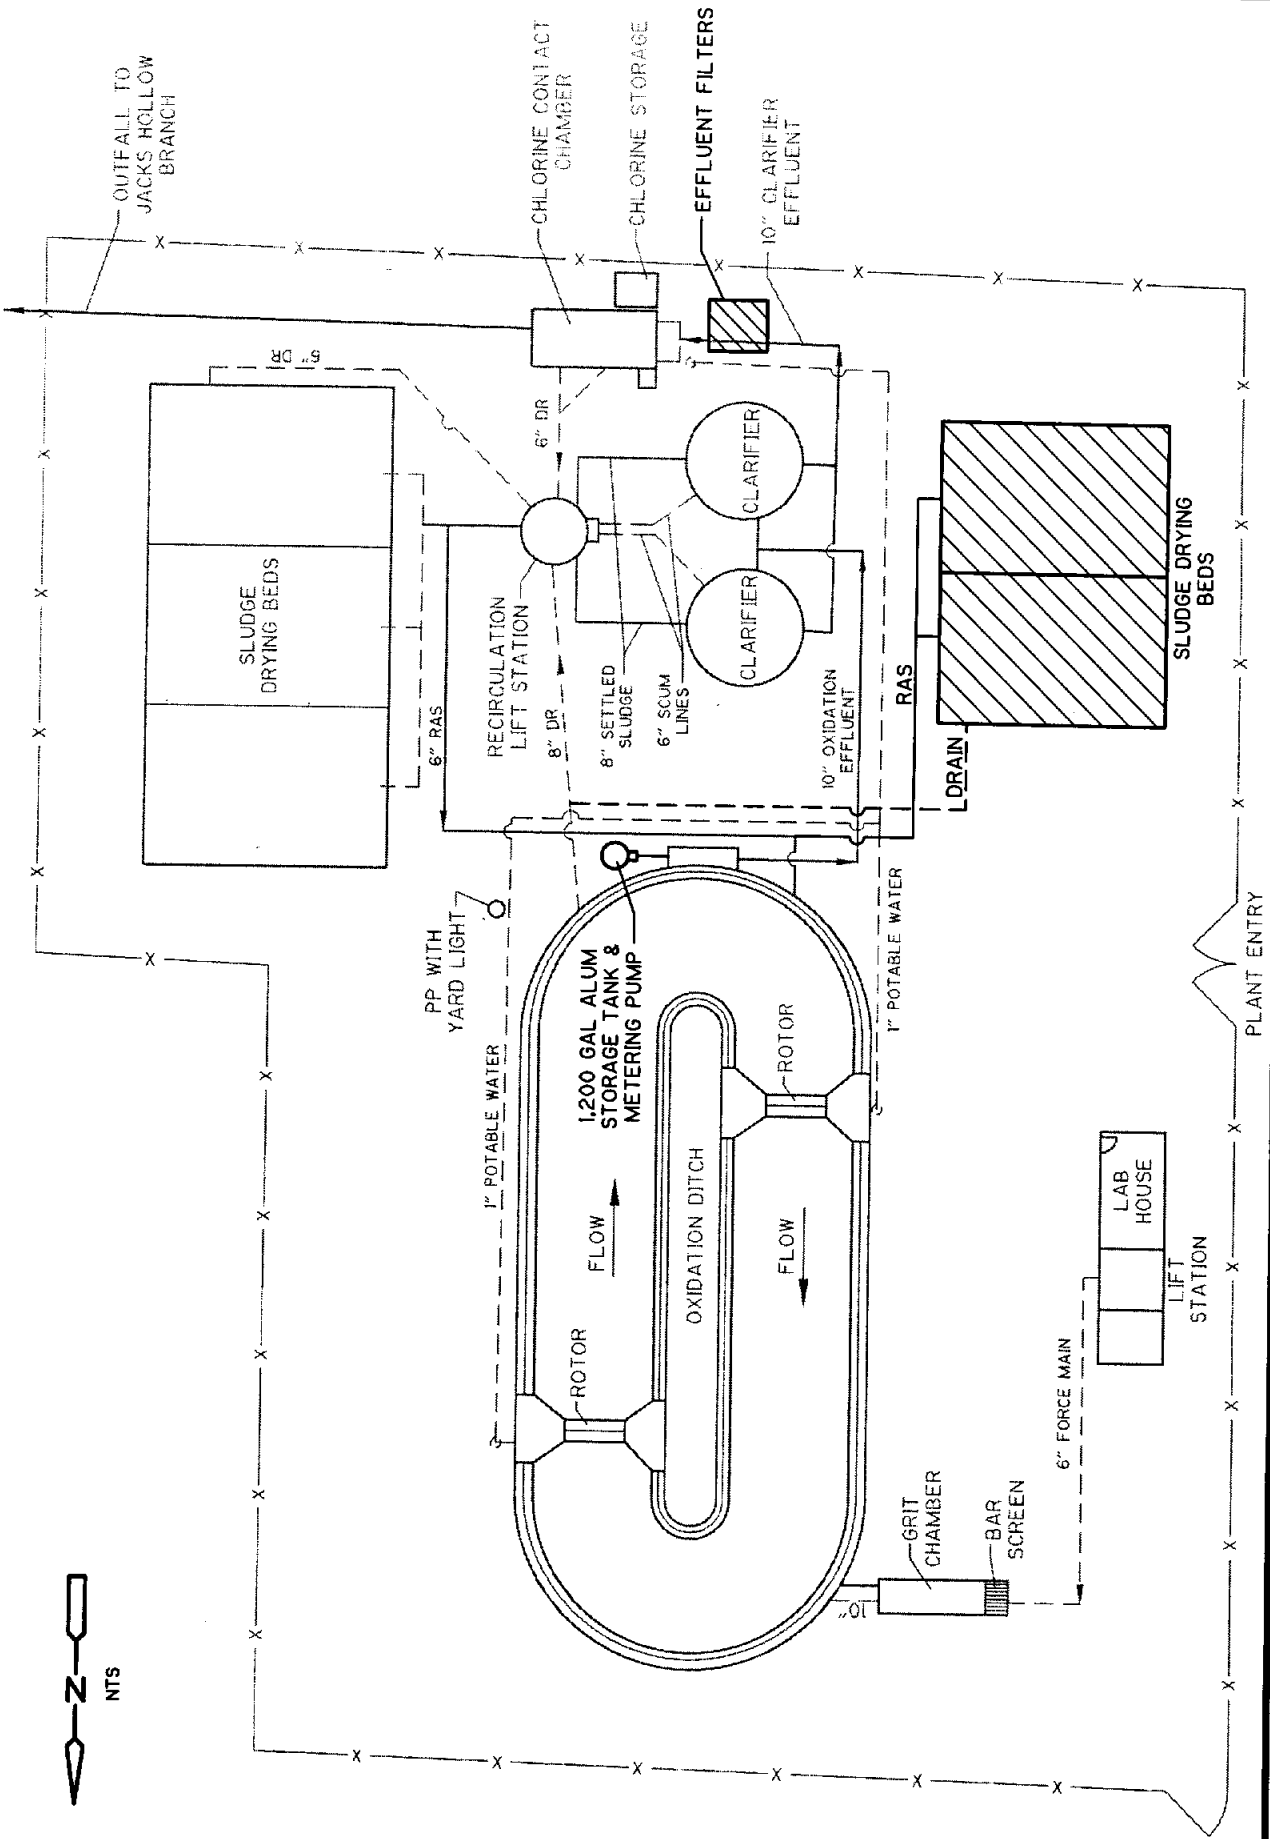 OUTFALL TO
JACKS HOLLOW
BRANCH
CHLORINE CONTACT
CHAMBER
CHLORINE STORAGE
EFFLUENT FILTERS
10" CLARIFIER
EFFLUENT
6" DR
6" DR
SLUDGE
DRYING BEDS
RECIRCULATION
LIFT STATION
CLARIFIER
CLARIFIER
6" RAS
8" DR
8" SETTLED
SLUDGE
6" SCUM
LINES
10" OXIDATION
EFFLUENT
RAS
DRAIN
SLUDGE DRYING
BEDS
PP WITH
YARD LIGHT
1,200 GAL ALUM
STORAGE TANK &
METERING PUMP
1" POTABLE WATER
1" POTABLE WATER
ROTOR
OXIDATION DITCH
FLOW
FLOW
ROTOR
PLANT ENTRY
LAB
HOUSE
LIFT
STATION
6" FORCE MAIN
GRIT
CHAMBER
BAR
SCREEN
10"
N
NTS